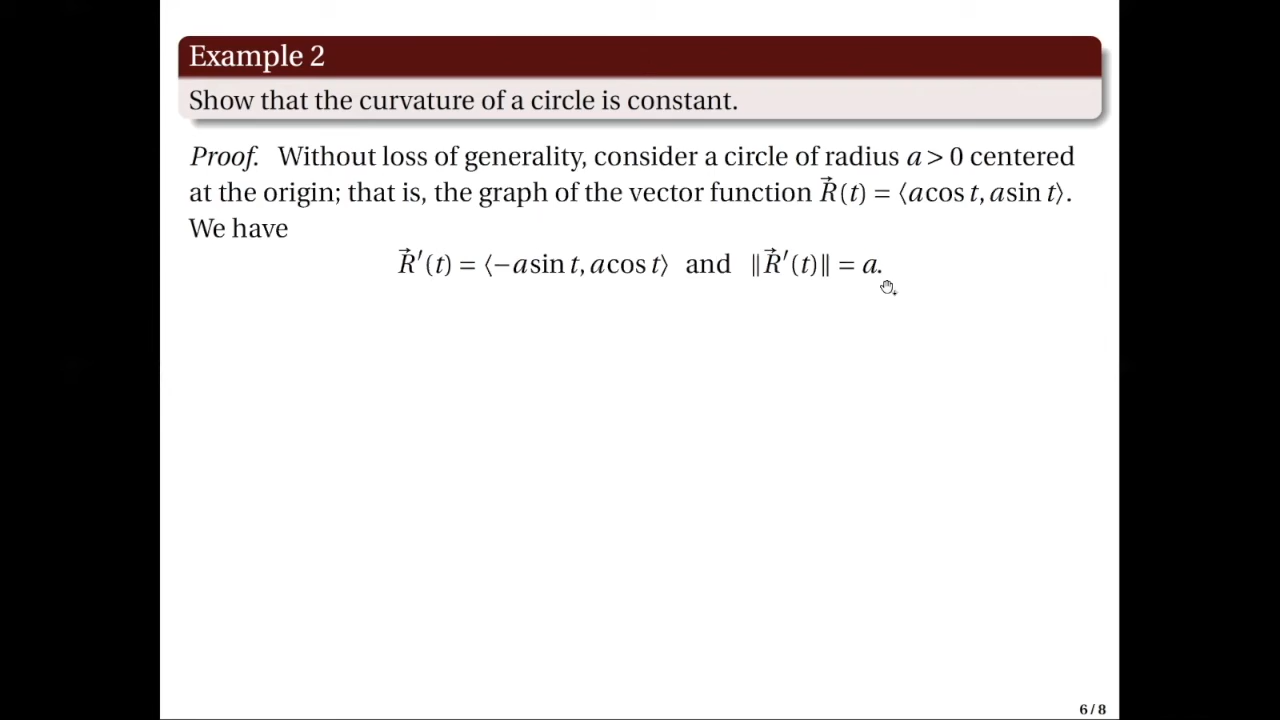 Example 2
Show that the curvature of a circle is constant.
Proof. Without loss of generality, consider a circle of radius a > 0 centered
at the origin; that is, the graph of the vector function R⃗(t) = ⟨a cos t, a sin t⟩.
We have
R⃗′(t) = ⟨−a sin t, a cos t⟩ and ‖R⃗′(t)‖ = a.
6 / 8